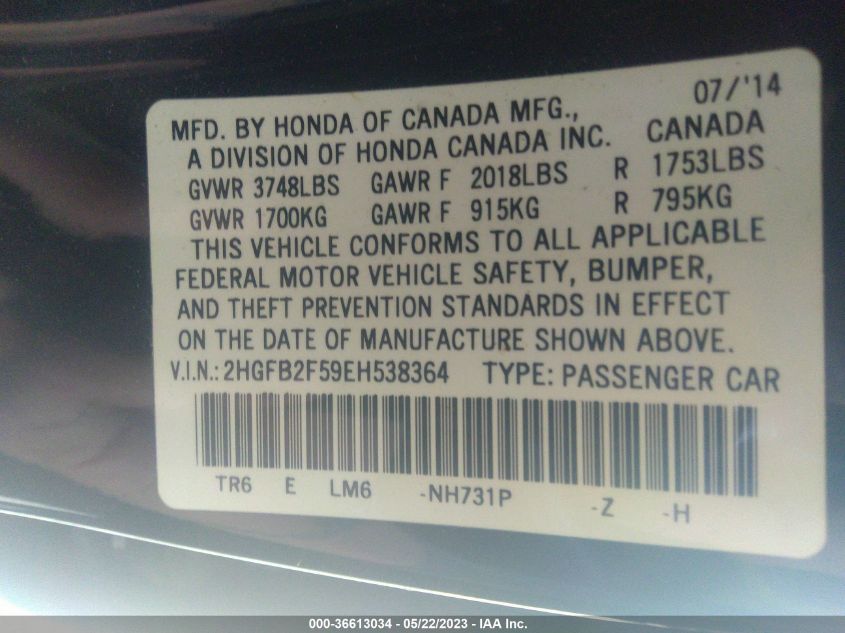 07/'14
MFD. BY HONDA OF CANADA MFG.,
A DIVISION OF HONDA CANADA INC. CANADA
GVWR 3748LBS GAWR F 2018LBS R 1753LBS
GVWR 1700KG GAWR F 915KG R 795KG
THIS VEHICLE CONFORMS TO ALL APPLICABLE
FEDERAL MOTOR VEHICLE SAFETY, BUMPER,
AND THEFT PREVENTION STANDARDS IN EFFECT
ON THE DATE OF MANUFACTURE SHOWN ABOVE.
V.I.N.: 2HGFB2F59EH538364 TYPE: PASSENGER CAR
TR6 E LM6 -NH731P -Z -H
000-36613034 - 05/22/2023 - IAA Inc.